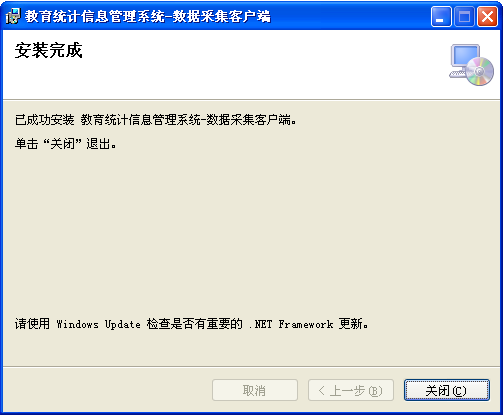 教育统计信息管理系统-数据采集客户端
安装完成
已成功安装 教育统计信息管理系统-数据采集客户端。
单击“关闭”退出。
请使用 Windows Update 检查是否有重要的 .NET Framework 更新。
取消
< 上一步(B)
关闭(C)